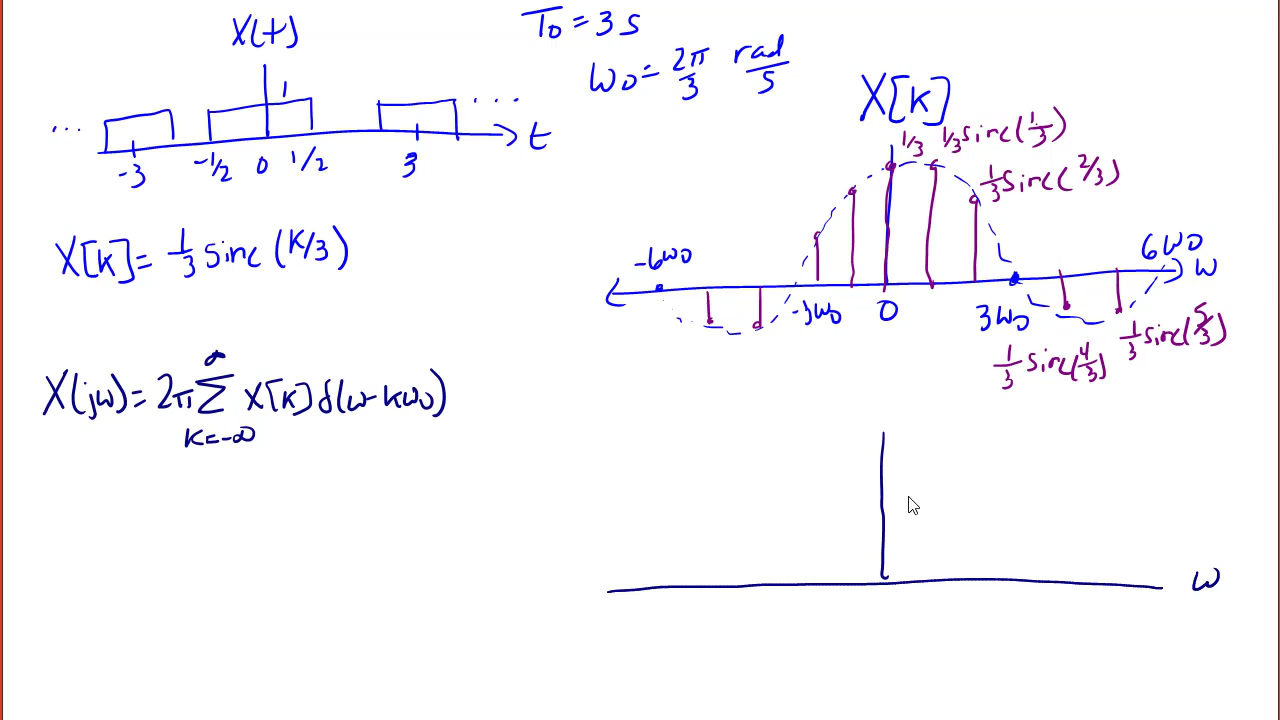 X(t)
T₀ = 3 s
ω₀ = 2π/3 rad/s
1
... ...
-3 -1/2 0 1/2 3 t
X[k] = 1/3 sinc (k/3)
X(jω) = 2π ∑ X[k] δ(ω - kω₀)
∞
k=-∞
X[k]
1/3 1/3 sinc(1/3)
1/3 sinc(2/3)
-6ω₀ 6ω₀
ω
-3ω₀ 0 3ω₀
1/3 sinc(4/3) 1/3 sinc(5/3)
ω